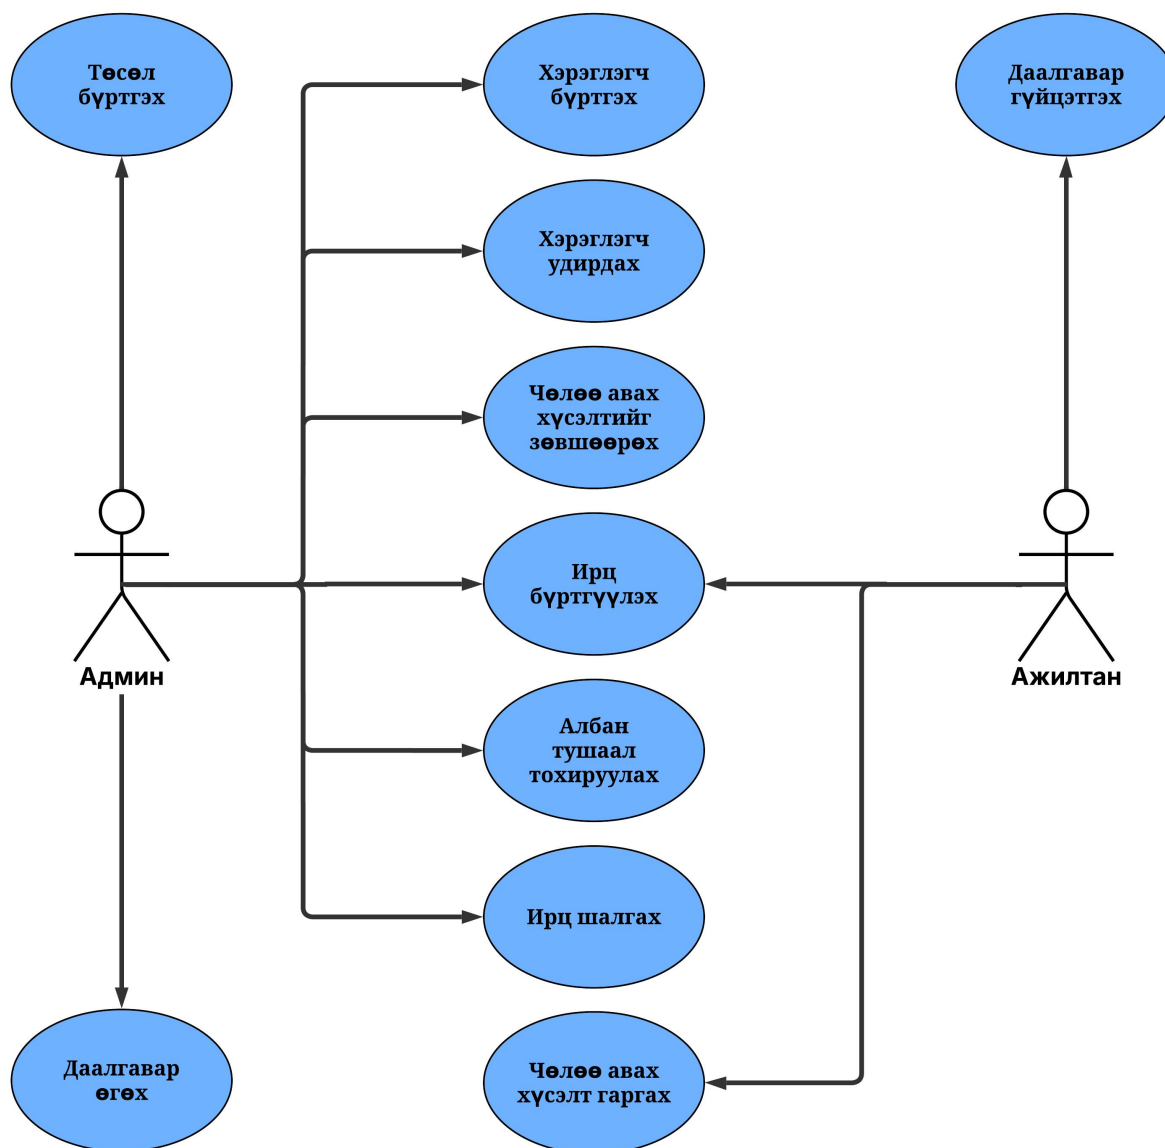 Төсөл
бүртгэх
Хэрэглэгч
бүртгэх
Даалгавар
гүйцэтгэх
Хэрэглэгч
удирдах
Чөлөө авах
хүсэлтийг
зөвшөөрөх
Ирц
бүртгүүлэх
Админ
Ажилтан
Албан
тушаал
тохируулах
Ирц шалгах
Даалгавар
өгөх
Чөлөө авах
хүсэлт гаргах